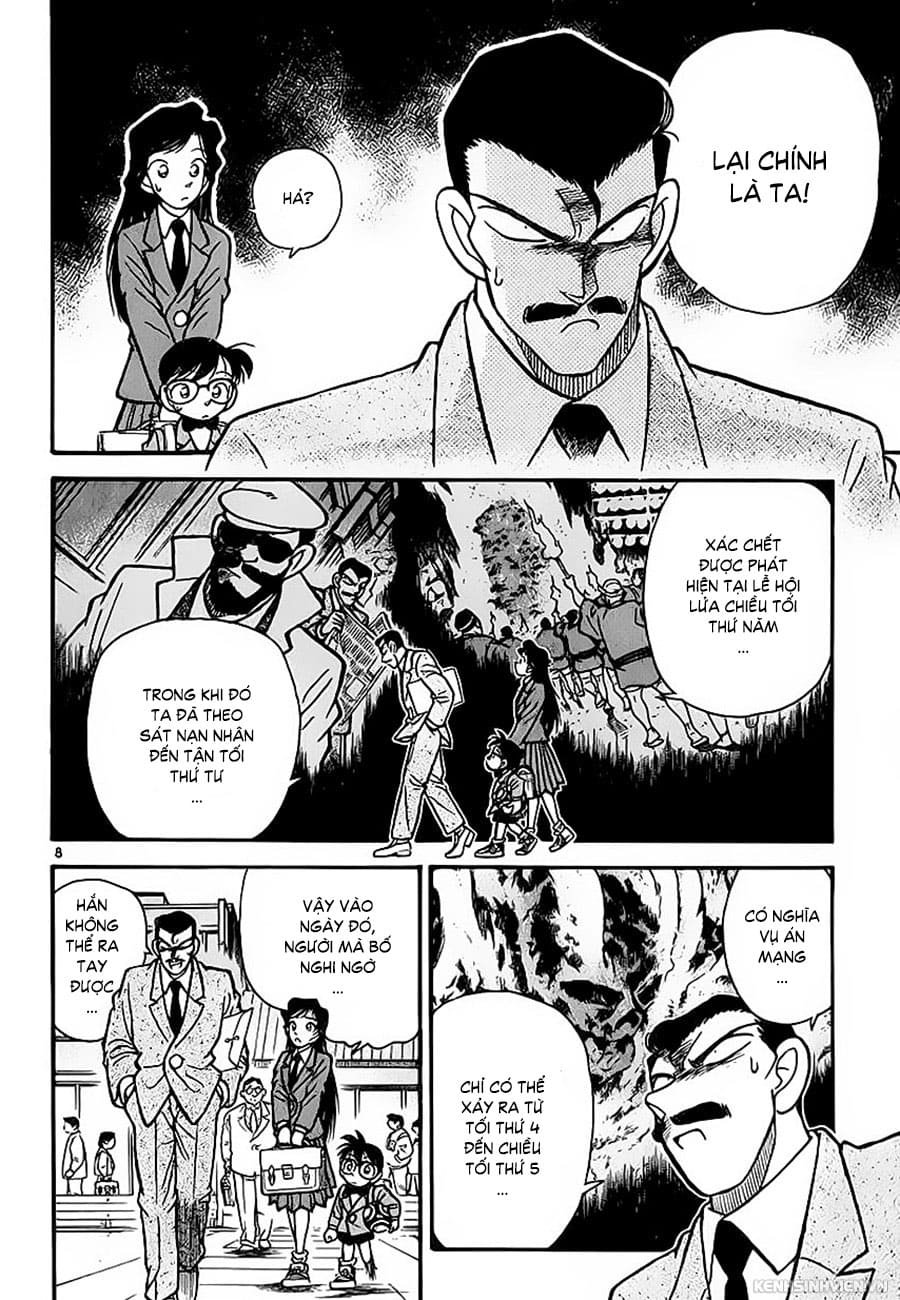 LẠI CHÍNH
LÀ TA!
HẢ?
XÁC CHẾT
ĐƯỢC PHÁT
HIỆN TẠI LỄ HỘI
LỬA CHIỀU TỐI
THỨ NĂM
...
TRONG KHI ĐÓ
TA ĐÃ THEO
SÁT NẠN NHÂN
ĐẾN TẬN TỐI
THỨ TƯ
...
8
CÓ NGHĨA
VỤ ÁN
MẠNG
...
CHỈ CÓ THỂ
XẢY RA TỪ
TỐI THỨ 4
ĐẾN CHIỀU
TỐI THỨ 5
...
VẬY VÀO
NGÀY ĐÓ,
NGƯỜI MÀ BỐ
NGHI NGỜ
...
HẮN
KHÔNG
THỂ RA
TAY
ĐƯỢC
...
KENHSINHVIEN.VN